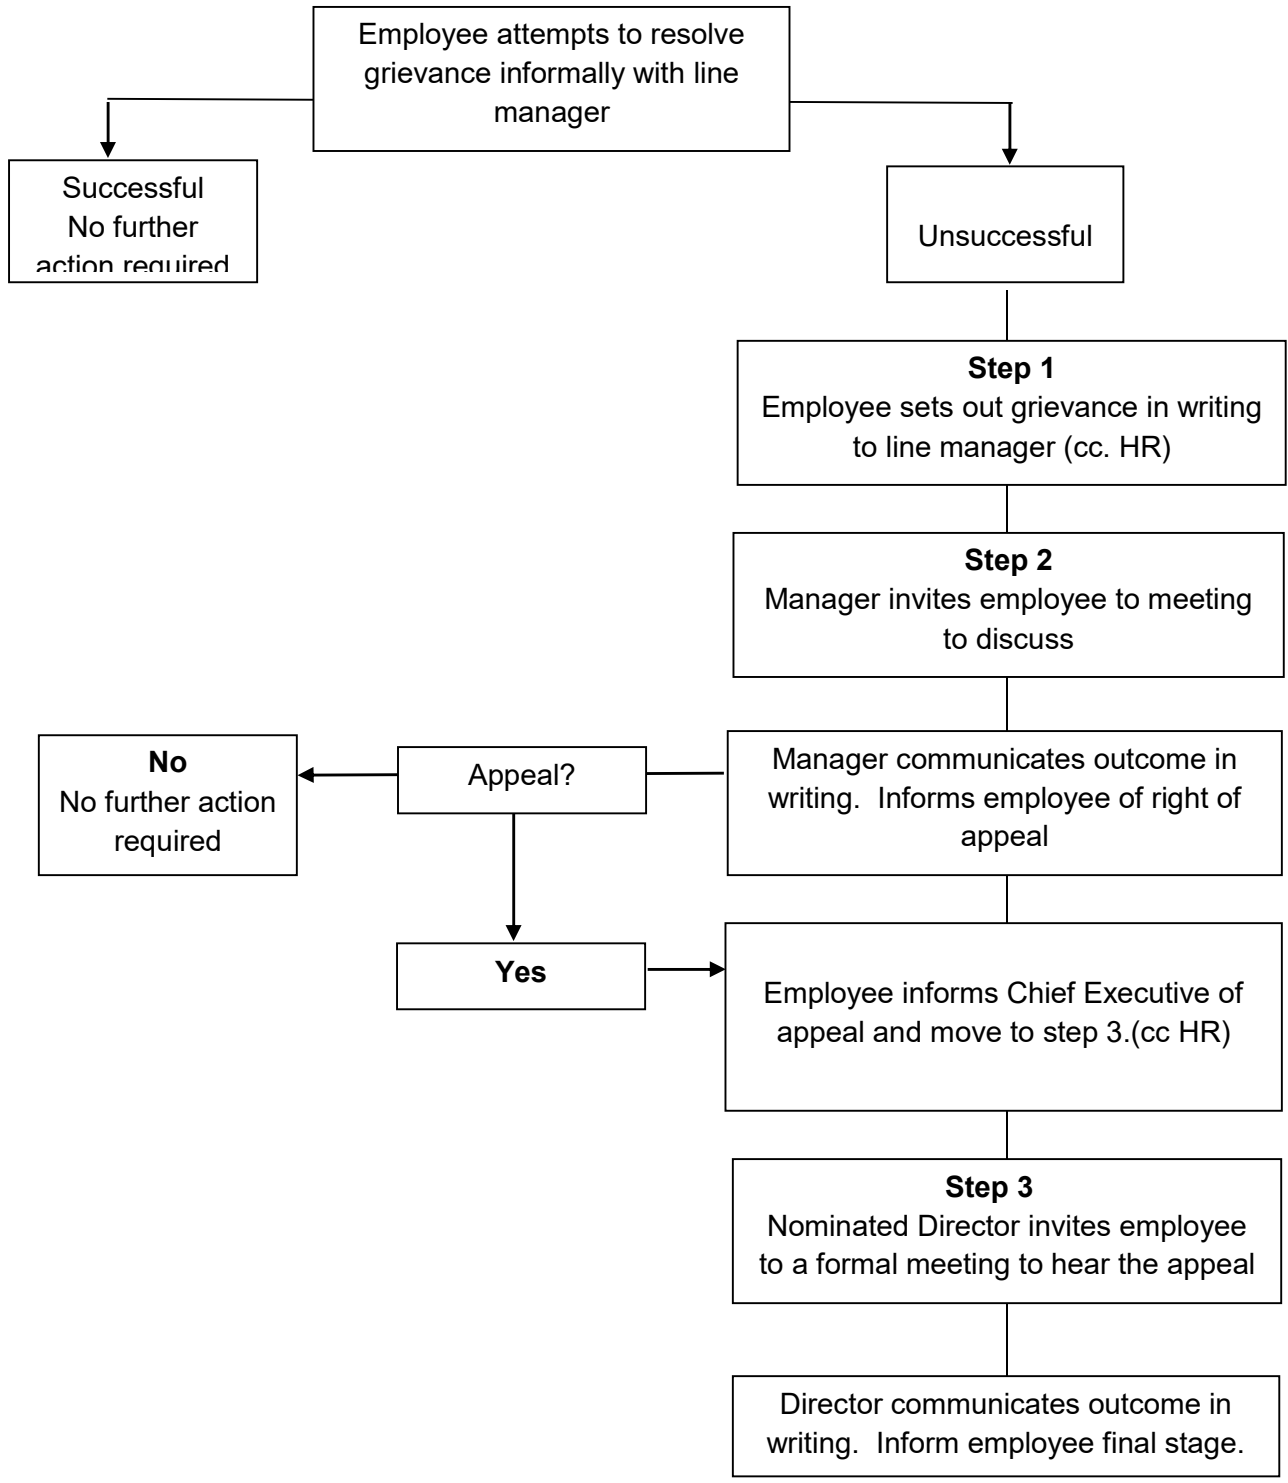 Employee attempts to resolve
grievance informally with line
manager
Successful
No further
action required
Unsuccessful
Step 1
Employee sets out grievance in writing
to line manager (cc. HR)
Step 2
Manager invites employee to meeting
to discuss
No
No further action
required
Appeal?
Manager communicates outcome in
writing.  Informs employee of right of
appeal
Yes
Employee informs Chief Executive of
appeal and move to step 3.(cc HR)
Step 3
Nominated Director invites employee
to a formal meeting to hear the appeal
Director communicates outcome in
writing.  Inform employee final stage.